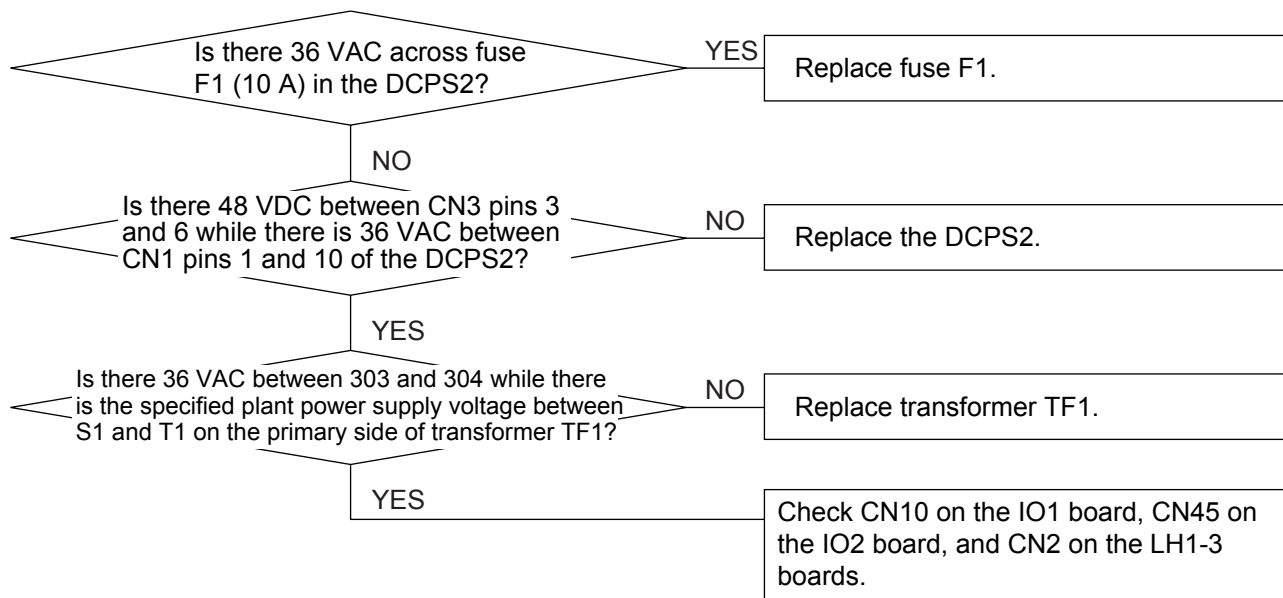 Is there 36 VAC across fuse
F1 (10 A) in the DCPS2?
YES
Replace fuse F1.
NO
Is there 48 VDC between CN3 pins 3
and 6 while there is 36 VAC between
CN1 pins 1 and 10 of the DCPS2?
NO
Replace the DCPS2.
YES
Is there 36 VAC between 303 and 304 while there
is the specified plant power supply voltage between
S1 and T1 on the primary side of transformer TF1?
NO
Replace transformer TF1.
YES
Check CN10 on the IO1 board, CN45 on
the IO2 board, and CN2 on the LH1-3
boards.